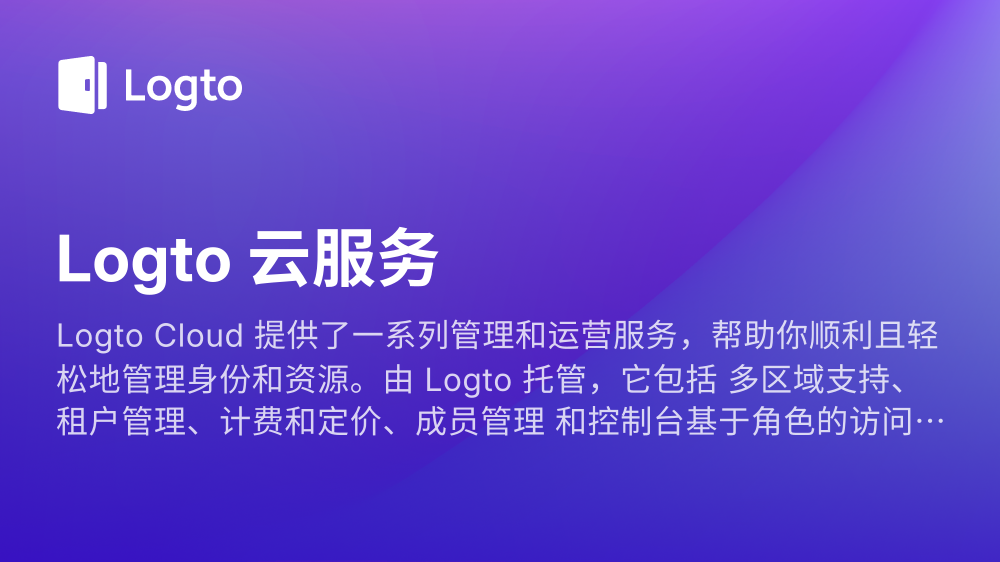 Logto
Logto 云服务
Logto Cloud 提供了一系列管理和运营服务，帮助你顺利且轻
松地管理身份和资源。由 Logto 托管，它包括 多区域支持、
租户管理、计费和定价、成员管理 和控制台基于角色的访问…